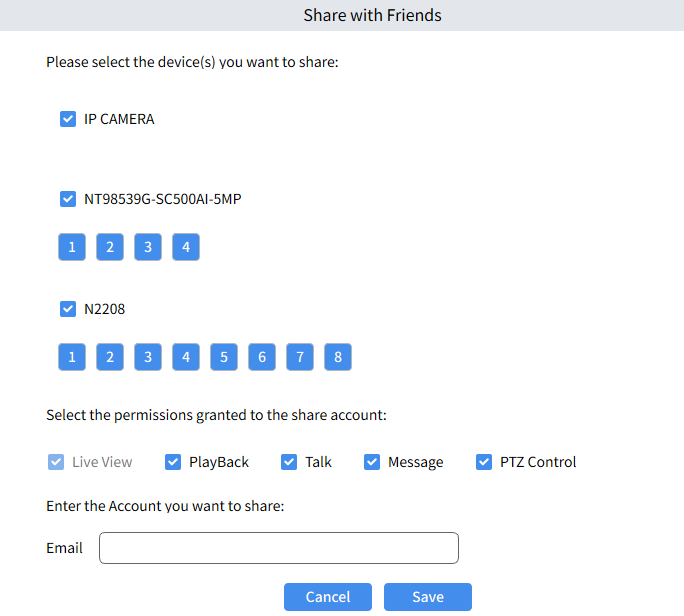 Share with Friends
Please select the device(s) you want to share:
IP CAMERA
NT98539G-SC500AI-5MP
1 2 3 4
N2208
1 2 3 4 5 6 7 8
Select the permissions granted to the share account:
Live View PlayBack Talk Message PTZ Control
Enter the Account you want to share:
Email
Cancel Save